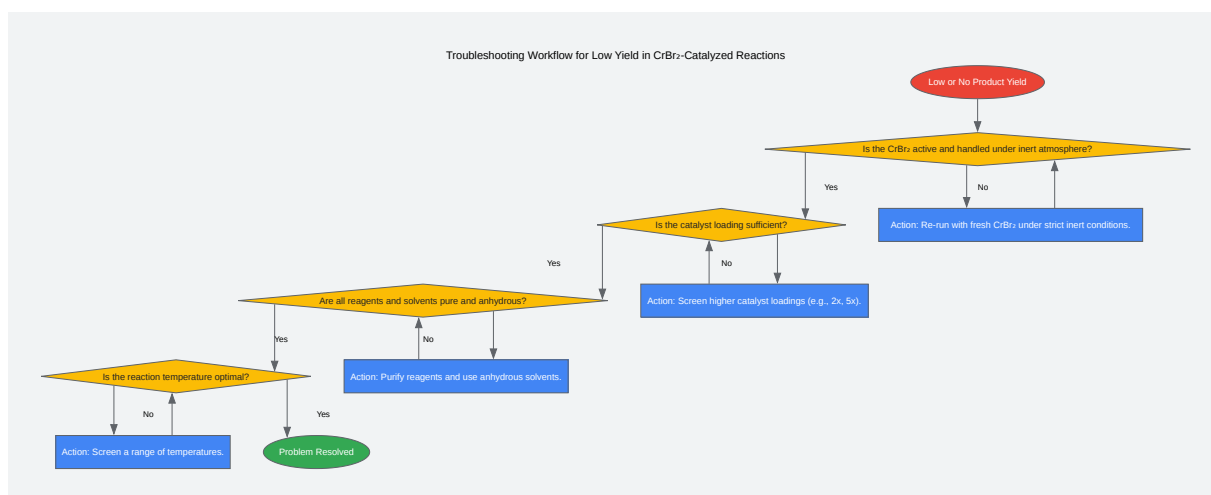 Troubleshooting Workflow for Low Yield in CrBr₂-Catalyzed Reactions
Low or No Product Yield
Is the CrBr₂ active and handled under inert atmosphere?
Yes
No
Is the catalyst loading sufficient?
Action: Re-run with fresh CrBr₂ under strict inert conditions.
Yes
No
Are all reagents and solvents pure and anhydrous?
Action: Screen higher catalyst loadings (e.g., 2x, 5x).
Yes
No
Is the reaction temperature optimal?
Action: Purify reagents and use anhydrous solvents.
No
Yes
Action: Screen a range of temperatures.
Problem Resolved